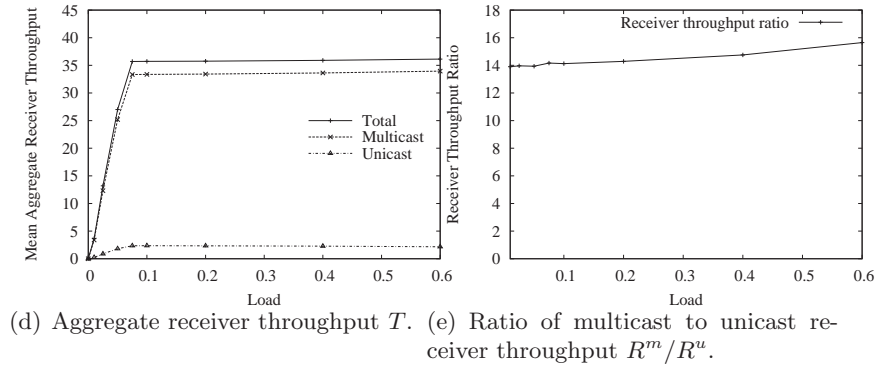 Mean Aggregate Receiver Throughput
45
40
35
30
25
20
15
10
5
0
Total
Multicast
Unicast
0 0.1 0.2 0.3 0.4 0.5 0.6
Load
(d) Aggregate receiver throughput T.
Receiver Throughput Ratio
18
16
14
12
10
8
6
4
2
0
Receiver throughput ratio
0.1 0.2 0.3 0.4 0.5 0.6
Load
(e) Ratio of multicast to unicast re-
ceiver throughput R^m/R^u.